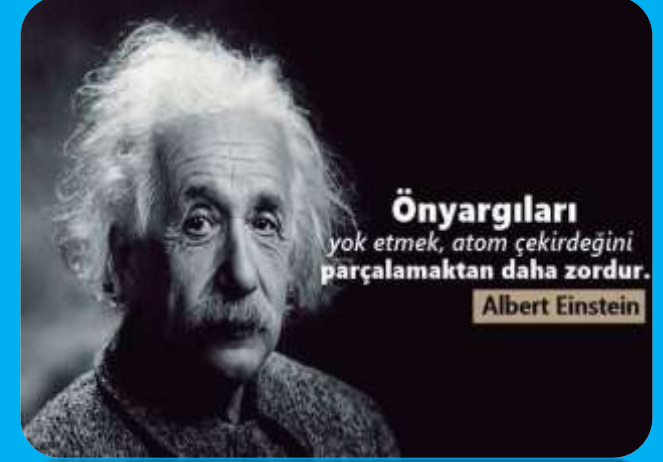 Önyargıları
yok etmek, atom çekirdeğini
parçalamaktan daha zordur.
Albert Einstein